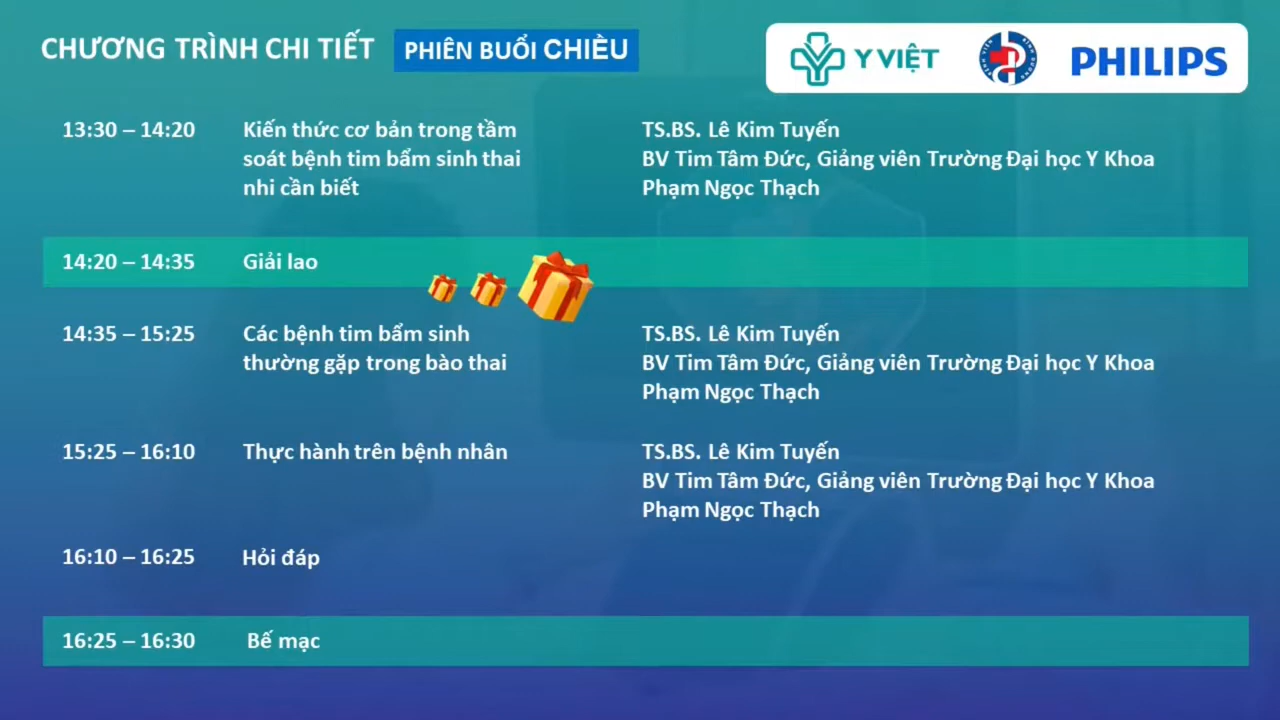 CHƯƠNG TRÌNH CHI TIẾT PHIÊN BUỔI CHIỀU
Y VIỆT PHILIPS
13:30 – 14:20 Kiến thức cơ bản trong tầm TS.BS. Lê Kim Tuyến
soát bệnh tim bẩm sinh thai BV Tim Tâm Đức, Giảng viên Trường Đại học Y Khoa
nhi cần biết Phạm Ngọc Thạch
14:20 – 14:35 Giải lao
14:35 – 15:25 Các bệnh tim bẩm sinh TS.BS. Lê Kim Tuyến
thường gặp trong bào thai BV Tim Tâm Đức, Giảng viên Trường Đại học Y Khoa
Phạm Ngọc Thạch
15:25 – 16:10 Thực hành trên bệnh nhân TS.BS. Lê Kim Tuyến
BV Tim Tâm Đức, Giảng viên Trường Đại học Y Khoa
Phạm Ngọc Thạch
16:10 – 16:25 Hỏi đáp
16:25 – 16:30 Bế mạc